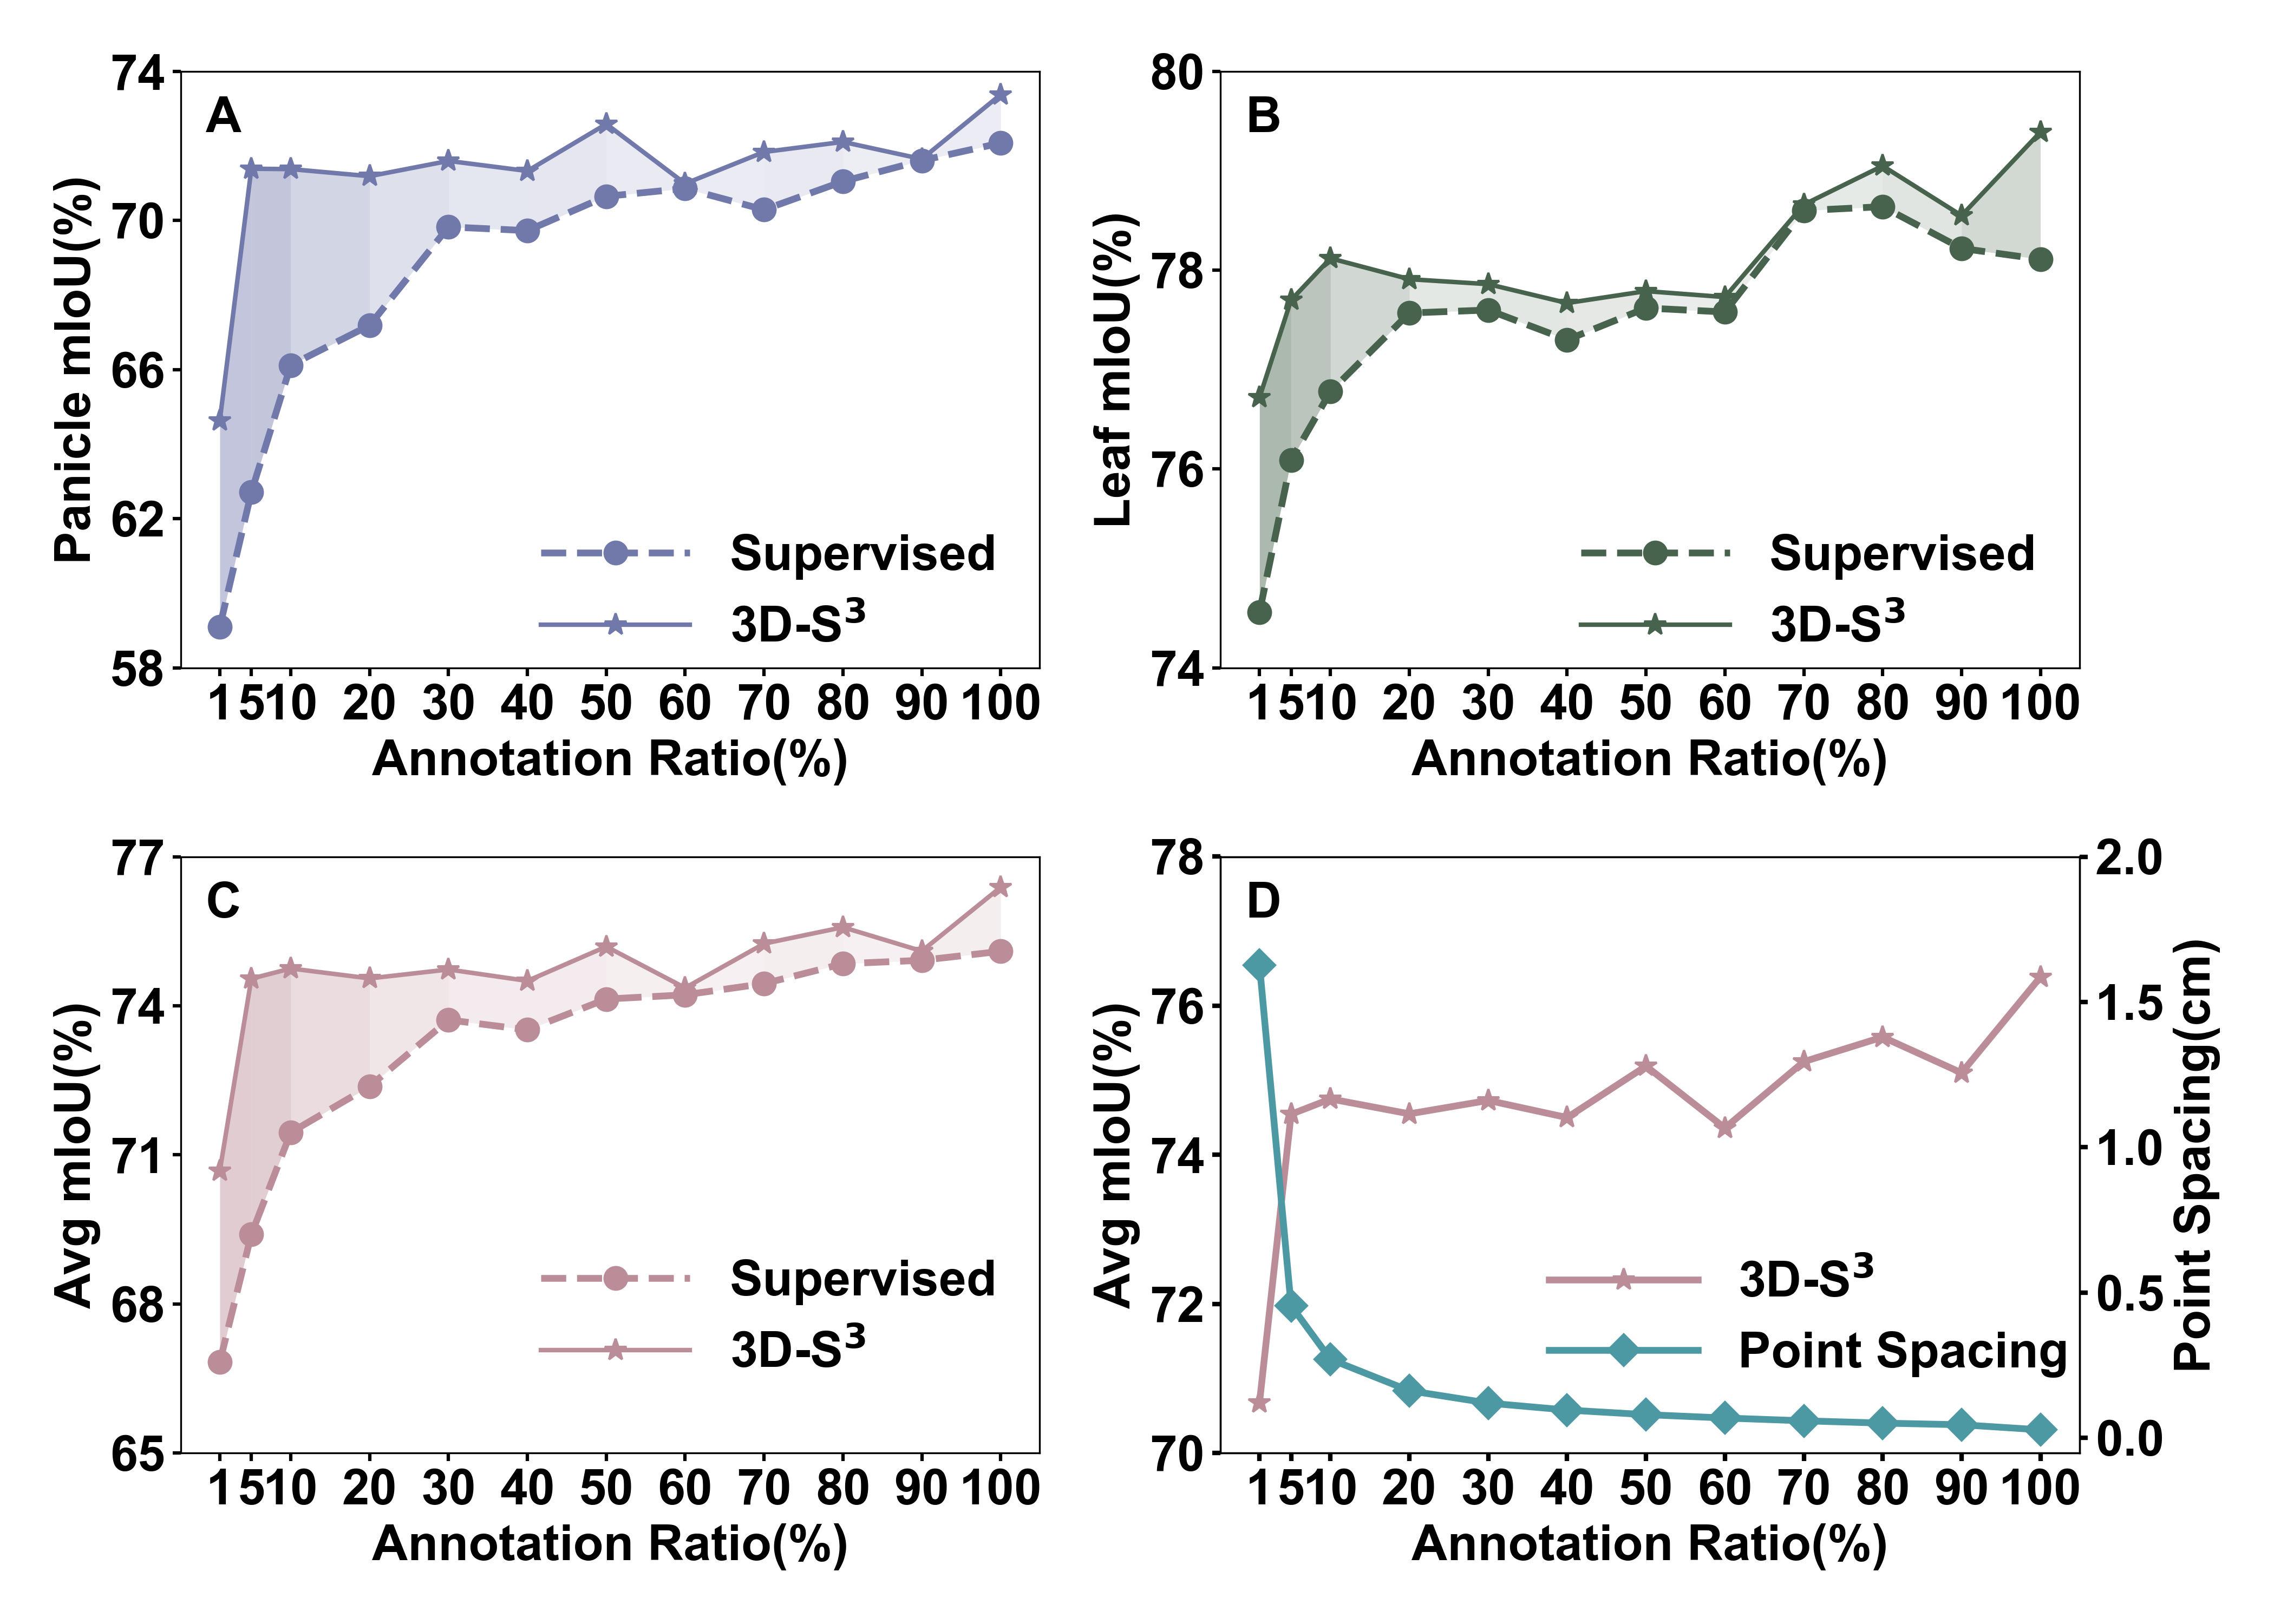 A
Panicle mIoU(%)
74
70
66
62
58
Supervised
3D-S³
1 5 10 20 30 40 50 60 70 80 90 100
Annotation Ratio(%)
B
Leaf mIoU(%)
80
78
76
74
Supervised
3D-S³
1 5 10 20 30 40 50 60 70 80 90 100
Annotation Ratio(%)
C
Avg mIoU(%)
77
74
71
68
65
Supervised
3D-S³
1 5 10 20 30 40 50 60 70 80 90 100
Annotation Ratio(%)
D
Avg mIoU(%)
78
76
74
72
70
3D-S³
Point Spacing
2.0
1.5
1.0
0.5
0.0
Point Spacing(cm)
1 5 10 20 30 40 50 60 70 80 90 100
Annotation Ratio(%)